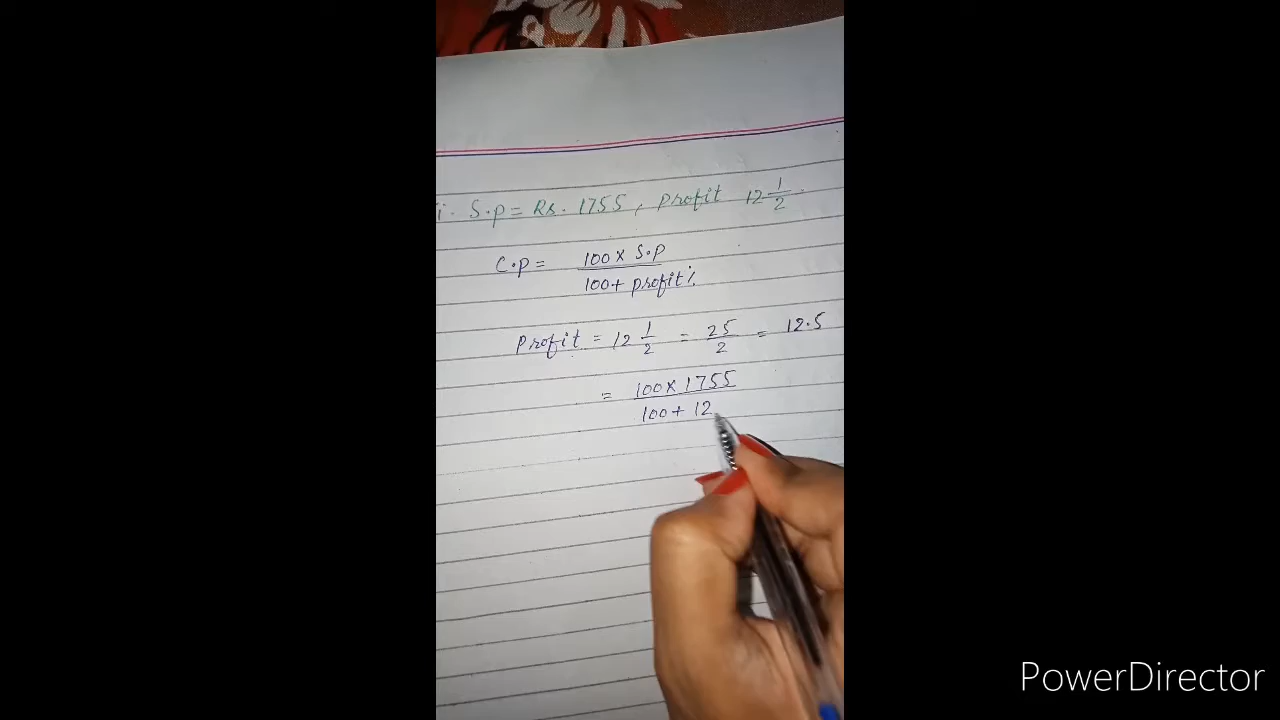 i. S.p = Rs. 1755, profit 12 1/2.
C.p = 100 x S.p / 100 + profit%
Profit = 12 1/2 = 25/2 = 12.5
= 100 x 1755 / 100 + 12
PowerDirector